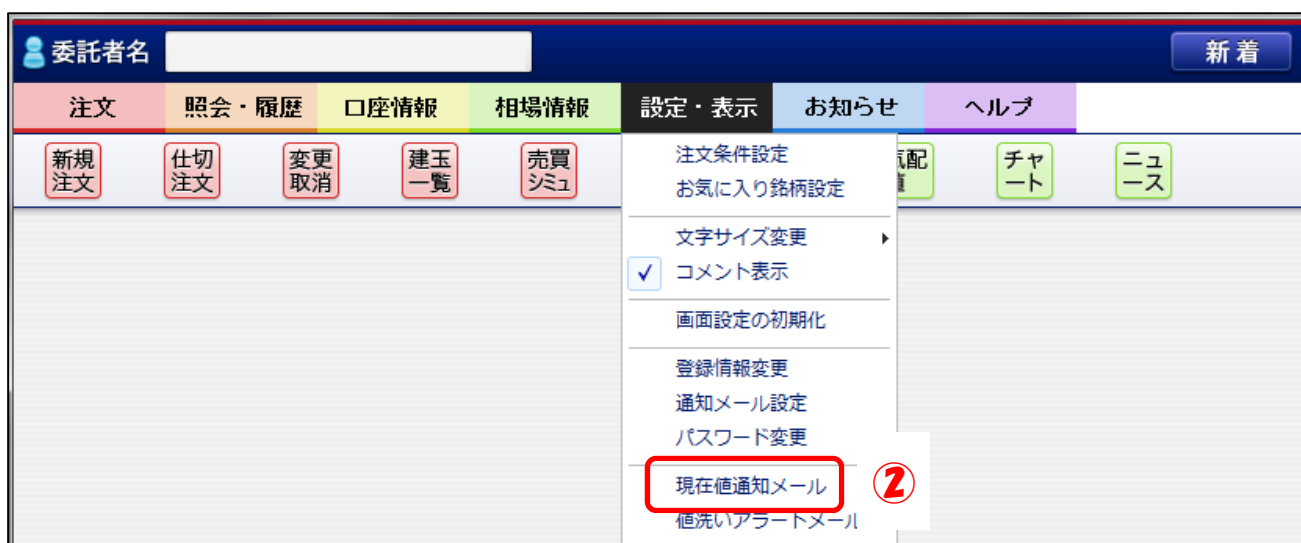 委託者名
新着
注文 照会・履歴 口座情報 相場情報 設定・表示 お知らせ ヘルプ
新規
注文
仕切
注文
変更
取消
建玉
一覧
売買
シミュ
気配
値
チャ
ート
ニュ
ース
注文条件設定
お気に入り銘柄設定
文字サイズ変更
✓ コメント表示
画面設定の初期化
登録情報変更
通知メール設定
パスワード変更
現在値通知メール
②
値洗いアラートメール